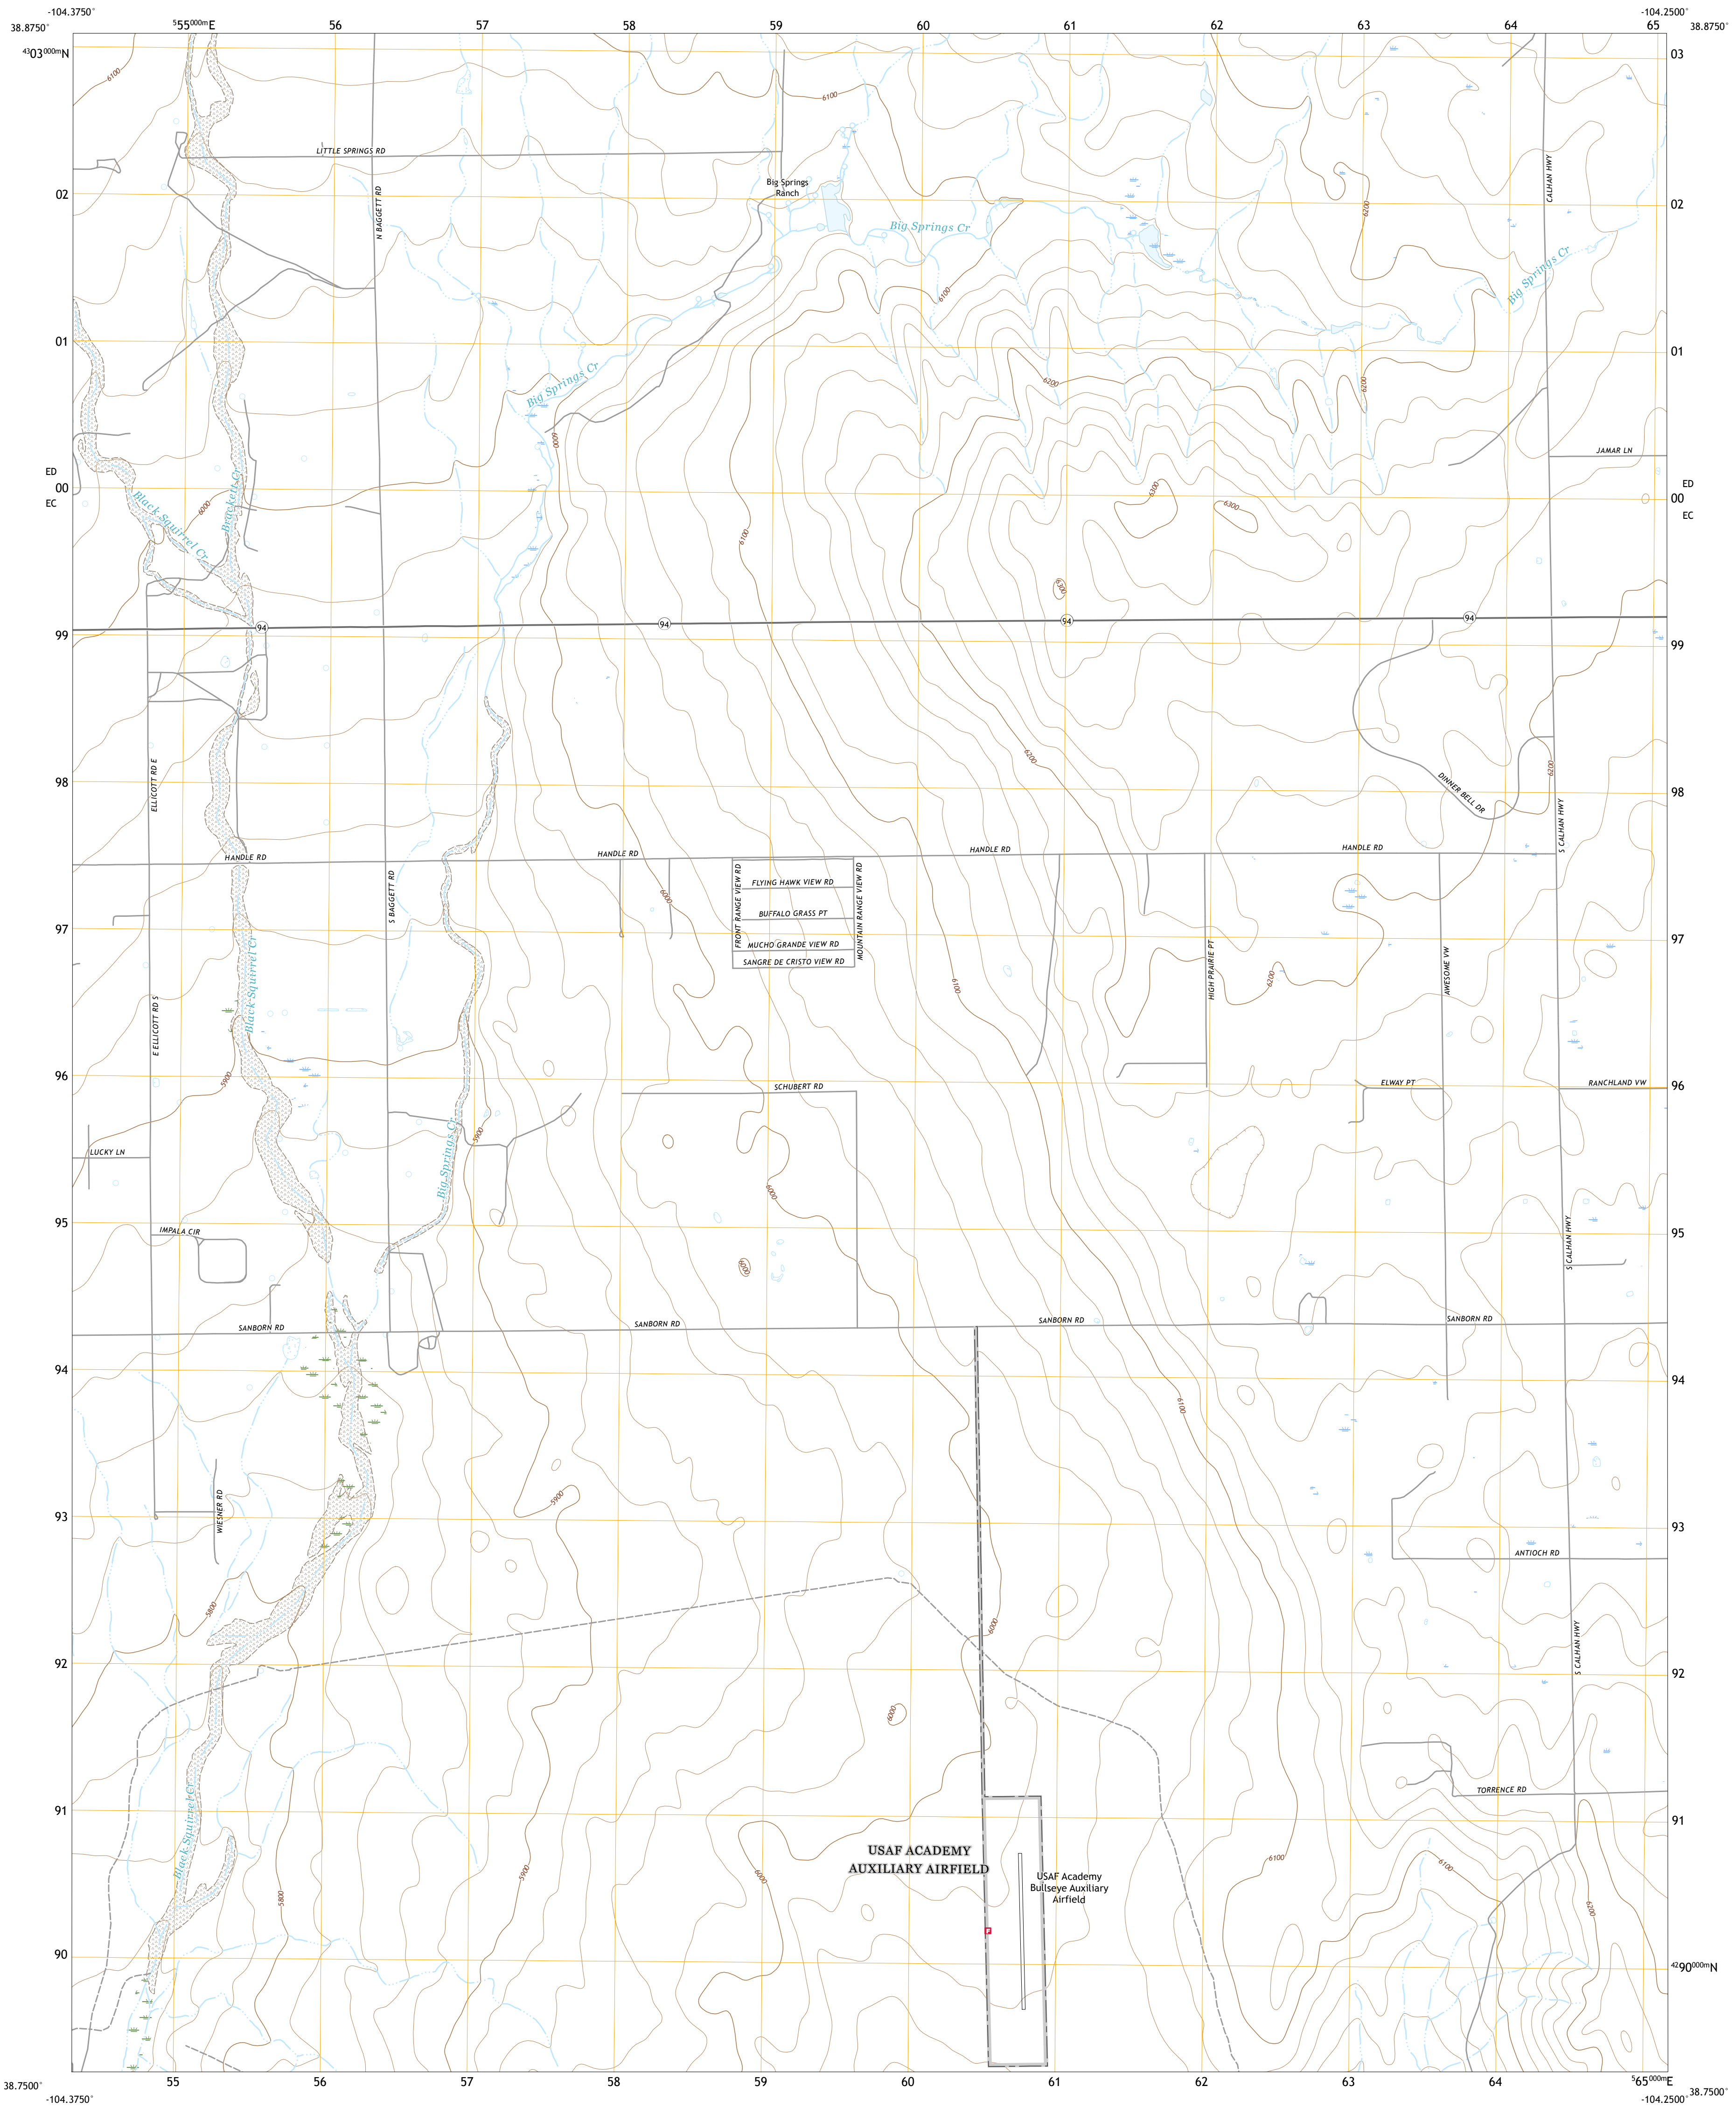 -104.3750°
-104.2500°
38.8750°
⁵55⁰⁰⁰ᵐE
56
57
58
59
60
61
62
63
64
65
38.8750°
⁴³03⁰⁰⁰ᵐN
03
6100
6100
LITTLE SPRINGS RD
CALHAN HWY
Big Springs
Ranch
02
N BAGGETT RD
6200
02
Big Springs Cr
Big Springs Cr
6100
01
01
Big Springs Cr
6200
6200
6000
JAMAR LN
ED
00
EC
ED
00
EC
Black Squirrel Cr
Brackett Cr
6000
6300
6300
6100
6300
94
94
94
94
99
99
6200
ELLICOTT RD E
98
6200
DINNER BELL DR
98
S CALHAN HWY
HANDLE RD
HANDLE RD
HANDLE RD
HANDLE RD
S BAGGETT RD
6000
FRONT RANGE VIEW RD
FLYING HAWK VIEW RD
BUFFALO GRASS PT
MUCHO GRANDE VIEW RD
SANGRE DE CRISTO VIEW RD
MOUNTAIN RANGE VIEW RD
97
97
Black Squirrel Cr
HIGH PRAIRIE PT
AWESOME VW
6200
6100
E ELLICOTT RD S
96
5900
SCHUBERT RD
ELWAY PT
RANCHLAND VW
96
LUCKY LN
Big Springs Cr
5900
6000
95
IMPALA CIR
S CALHAN HWY
95
6000
SANBORN RD
SANBORN RD
SANBORN RD
SANBORN RD
94
94
6100
WIESNER RD
5900
93
93
ANTIOCH RD
5800
6000
S CALHAN HWY
92
92
6000
TORRENCE RD
91
91
Black Squirrel Cr
USAF ACADEMY
AUXILIARY AIRFIELD
USAF Academy
Bullseye Auxiliary
Airfield
5800
5900
6000
6100
6100
6200
90
⁴²90⁰⁰⁰ᵐN
38.7500°
55
56
57
58
59
60
61
62
63
64
⁵65⁰⁰⁰ᵐE
38.7500°
-104.3750°
-104.2500°